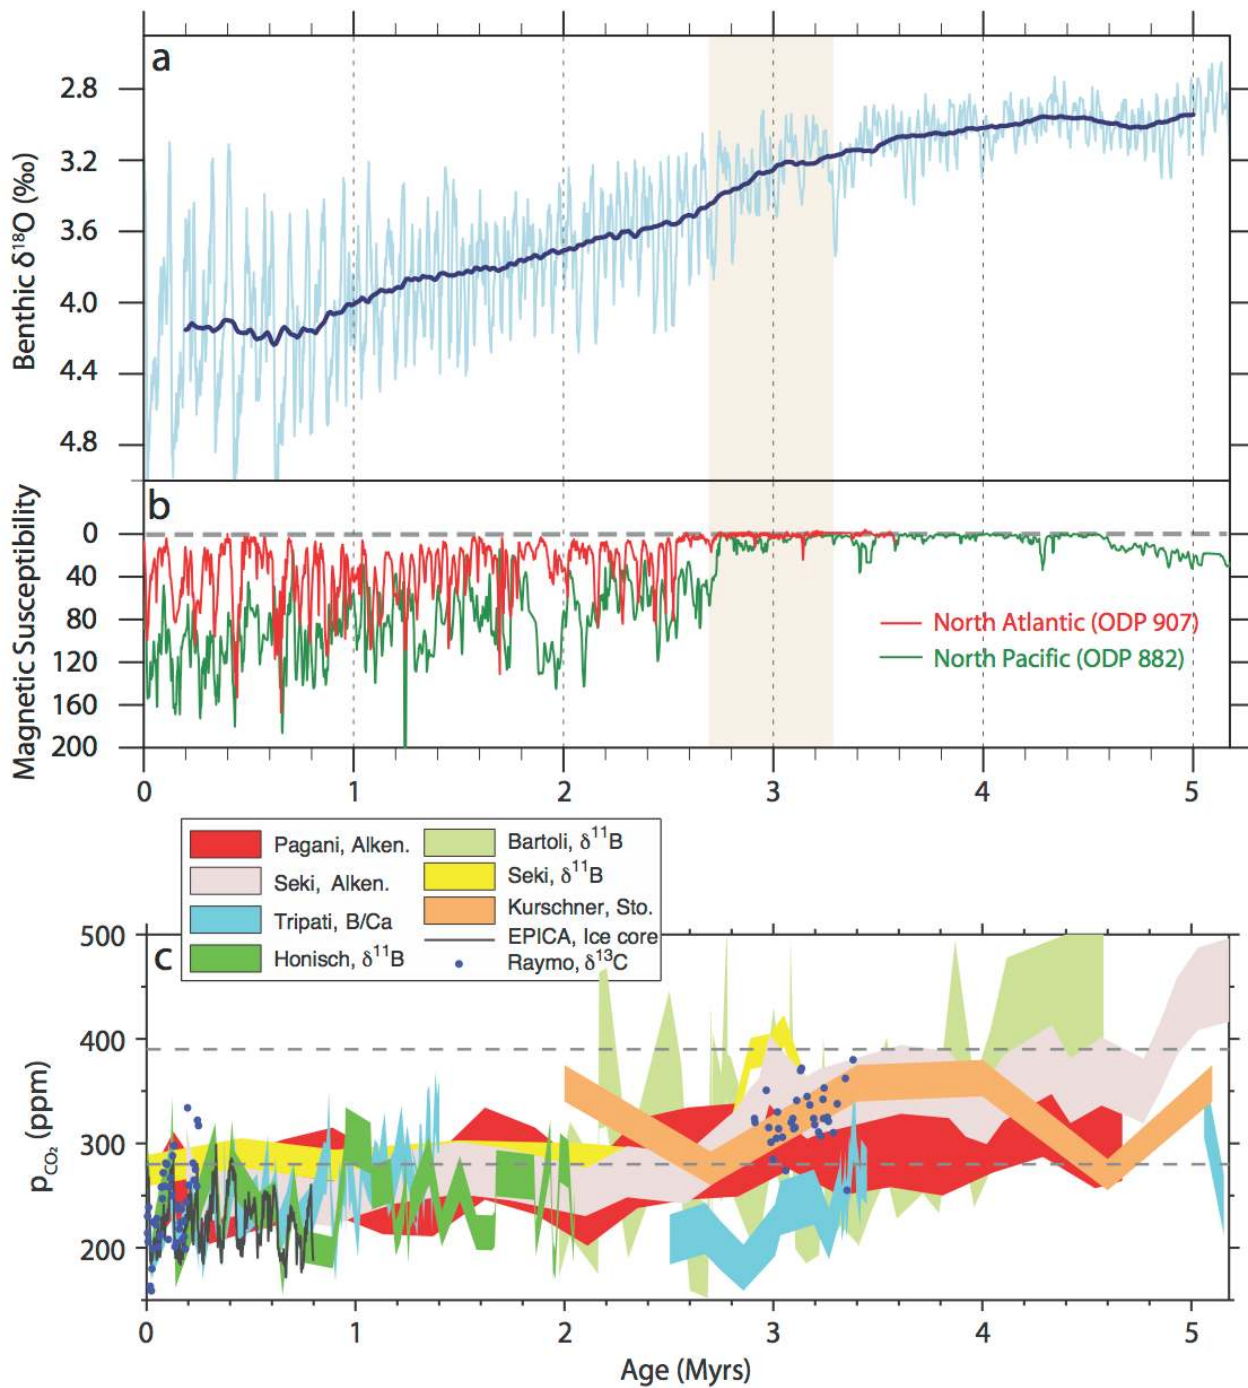 a
2.8
3.2
3.6
4.0
4.4
4.8
Benthic δ¹⁸O (‰)
b
0
40
80
120
160
200
Magnetic Susceptibility
North Atlantic (ODP 907)
North Pacific (ODP 882)
0 1 2 3 4 5
Pagani, Alken.
Seki, Alken.
Tripati, B/Ca
Honisch, δ¹¹B
Bartoli, δ¹¹B
Seki, δ¹¹B
Kurschner, Sto.
EPICA, Ice core
Raymo, δ¹³C
c
500
400
300
200
pCO₂ (ppm)
0 1 2 3 4 5
Age (Myrs)